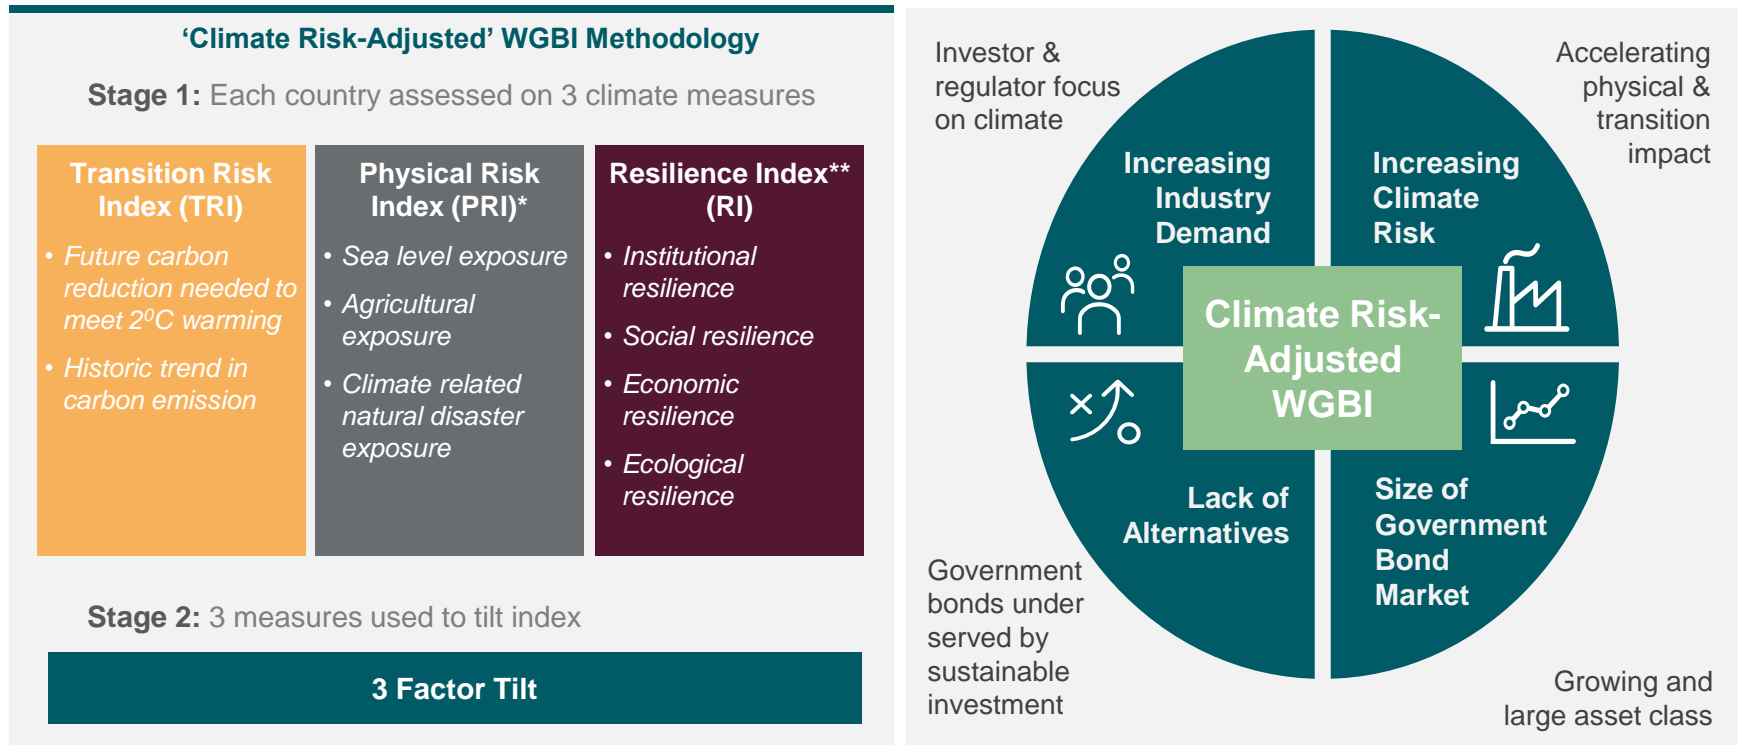 ‘Climate Risk-Adjusted’ WGBI Methodology
Stage 1: Each country assessed on 3 climate measures
Transition Risk
Index (TRI)
• Future carbon
reduction needed to
meet 2⁰C warming
• Historic trend in
carbon emission
Physical Risk
Index (PRI)*
• Sea level exposure
• Agricultural
exposure
• Climate related
natural disaster
exposure
Resilience Index**
(RI)
• Institutional
resilience
• Social resilience
• Economic
resilience
• Ecological
resilience
Stage 2: 3 measures used to tilt index
3 Factor Tilt
Investor &
regulator focus
on climate
Accelerating
physical &
transition
impact
Increasing
Industry
Demand
Increasing
Climate
Risk
Climate Risk-
Adjusted
WGBI
Lack of
Alternatives
Size of
Government
Bond
Market
Government
bonds under
served by
sustainable
investment
Growing and
large asset class